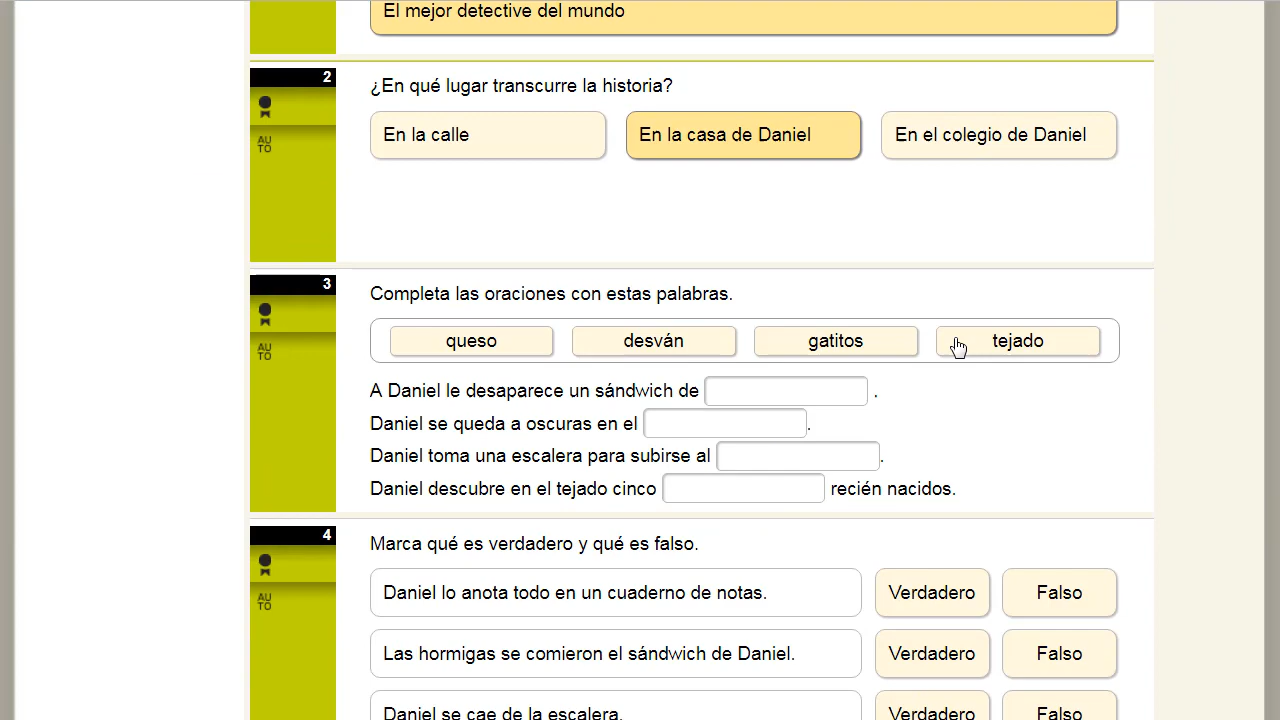 El mejor detective del mundo
2
¿En qué lugar transcurre la historia?
AU
TO
En la calle
En la casa de Daniel
En el colegio de Daniel
3
Completa las oraciones con estas palabras.
AU
TO
queso
desván
gatitos
tejado
A Daniel le desaparece un sándwich de .
Daniel se queda a oscuras en el .
Daniel toma una escalera para subirse al .
Daniel descubre en el tejado cinco recién nacidos.
4
Marca qué es verdadero y qué es falso.
AU
TO
Daniel lo anota todo en un cuaderno de notas.
Verdadero
Falso
Las hormigas se comieron el sándwich de Daniel.
Verdadero
Falso
Daniel se cae de la escalera.
Verdadero
Falso